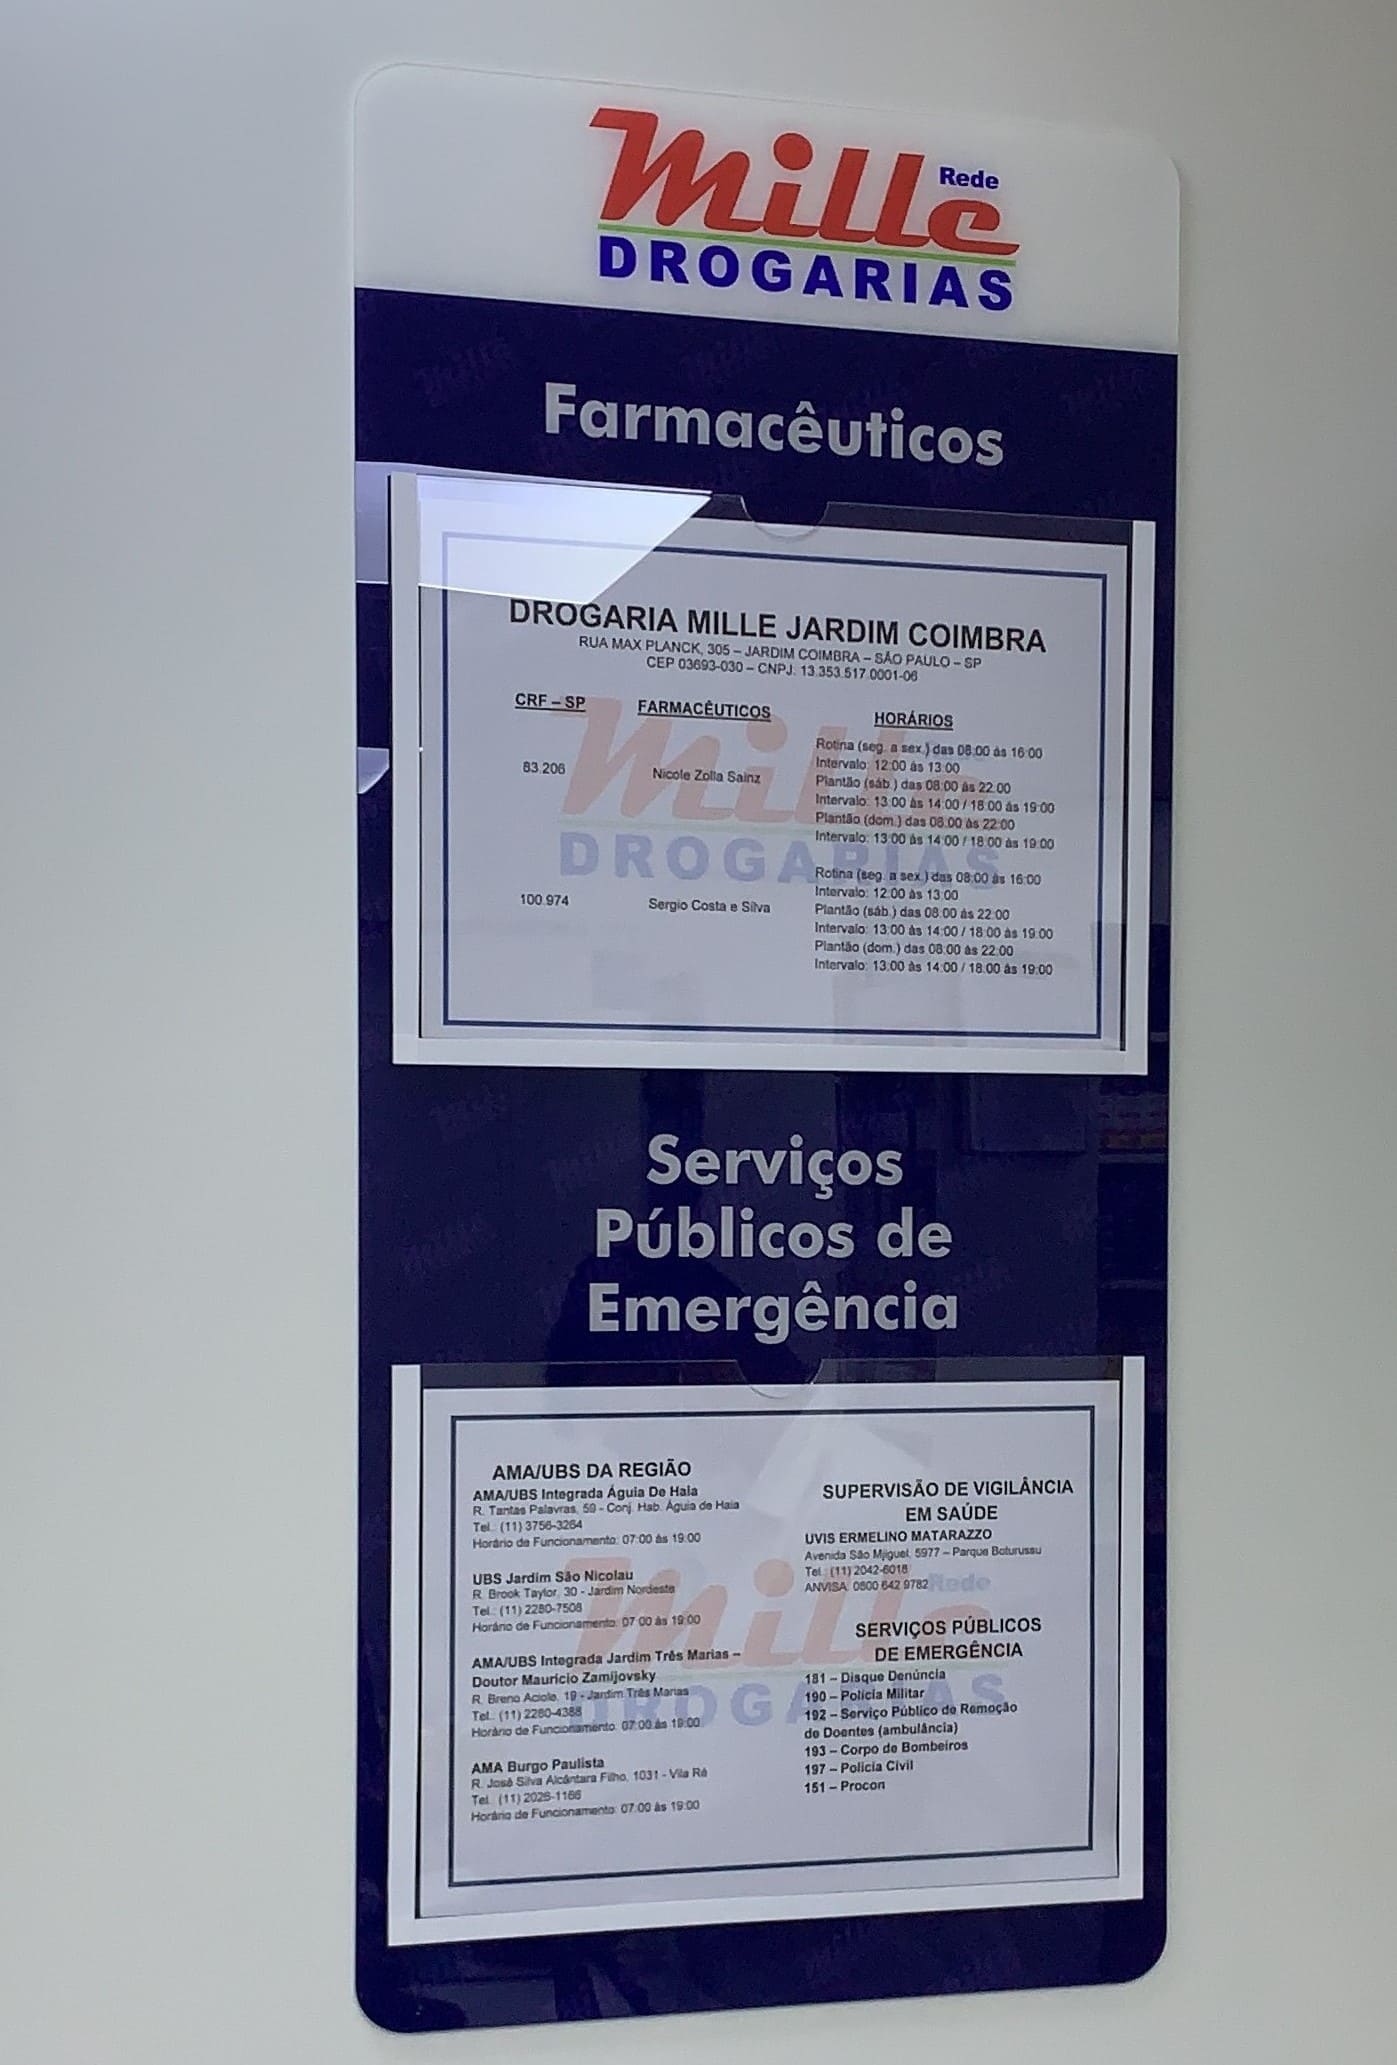 Mille Rede
DROGARIAS
Farmacêuticos
DROGARIA MILLE JARDIM COIMBRA
RUA MAX PLANCK, 305 – JARDIM COIMBRA – SÃO PAULO – SP
CEP 03693-030 – CNPJ: 13.353.517.0001-06
CRF – SP FARMACÊUTICOS HORÁRIOS
83.206 Nicole Zolla Sainz
Rotina (seg. a sex.) das 08:00 às 16:00
Intervalo: 12:00 às 13:00
Plantão (sáb.) das 08:00 às 22:00
Intervalo: 13:00 às 14:00 / 18:00 às 19:00
Plantão (dom.) das 08:00 às 22:00
Intervalo: 13:00 às 14:00 / 18:00 às 19:00
100.974 Sergio Costa e Silva
Rotina (seg. a sex.) das 08:00 às 16:00
Intervalo: 12:00 às 13:00
Plantão (sáb.) das 08:00 às 22:00
Intervalo: 13:00 às 14:00 / 18:00 às 19:00
Plantão (dom.) das 08:00 às 22:00
Intervalo: 13:00 às 14:00 / 18:00 às 19:00
Mille
DROGARIAS
Serviços
Públicos de
Emergência
AMA/UBS DA REGIÃO
AMA/UBS Integrada Águia De Haia
R. Tantas Palavras, 59 - Conj. Hab. Águia de Haia
Tel.: (11) 3756-3264
Horário de Funcionamento: 07:00 às 19:00
UBS Jardim São Nicolau
R. Brook Taylor, 30 - Jardim Nordeste
Tel.: (11) 2280-7508
Horário de Funcionamento: 07:00 às 19:00
AMA/UBS Integrada Jardim Três Marias –
Doutor Maurício Zamijovsky
R. Breno Aciole, 19 - Jardim Três Marias
Tel.: (11) 2280-4388
Horário de Funcionamento: 07:00 às 19:00
AMA Burgo Paulista
R. José Silva Alcântara Filho, 1031 - Vila Ré
Tel. (11) 2026-1166
Horário de Funcionamento: 07:00 às 19:00
SUPERVISÃO DE VIGILÂNCIA
EM SAÚDE
UVIS ERMELINO MATARAZZO
Avenida São Mjiguel, 5977 – Parque Boturussu
Tel.: (11) 2042-6018
ANVISA: 0800 642 9782
SERVIÇOS PÚBLICOS
DE EMERGÊNCIA
181 – Disque Denúncia
190 – Polícia Militar
192 – Serviço Público de Remoção
de Doentes (ambulância)
193 – Corpo de Bombeiros
197 – Polícia Civil
151 – Procon
Mille Rede
DROGARIAS